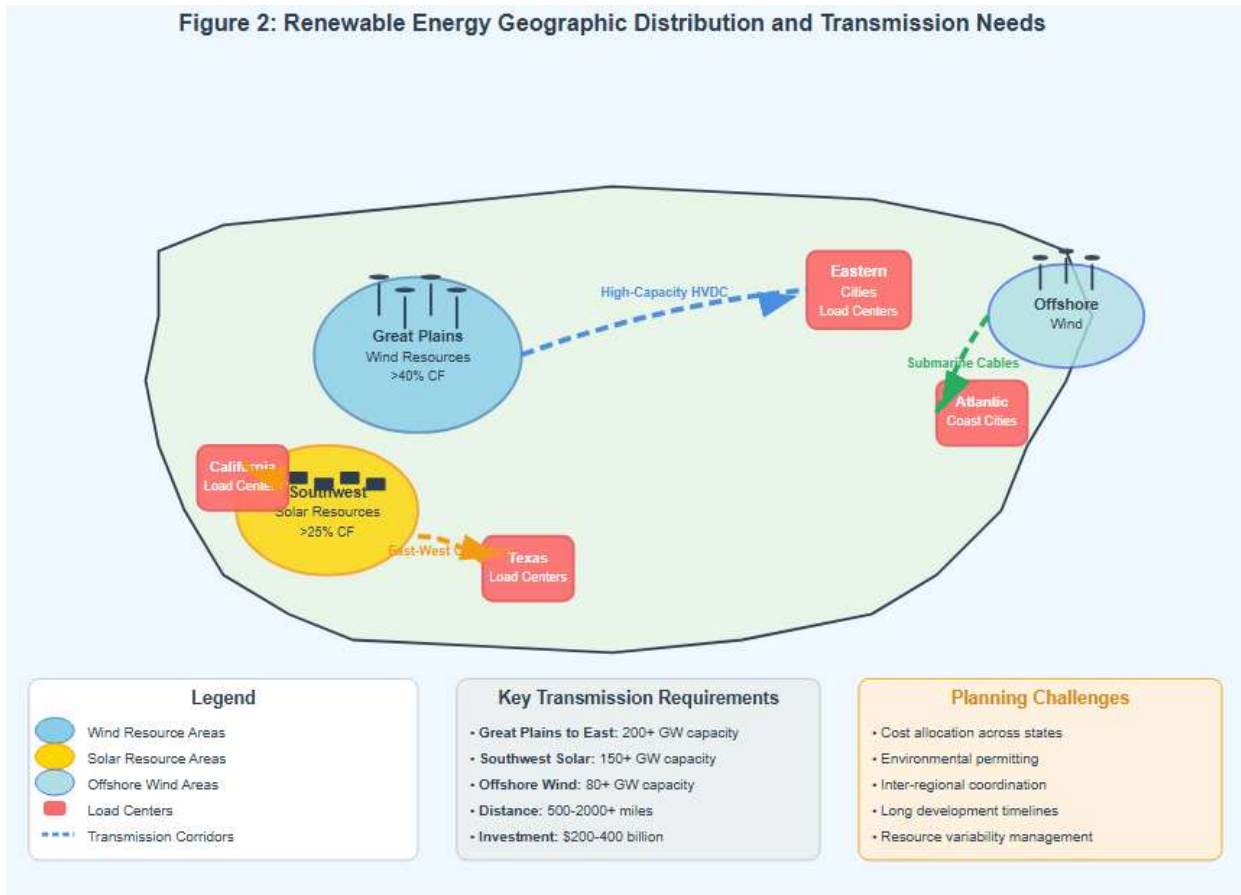 Figure 2: Renewable Energy Geographic Distribution and Transmission Needs
High-Capacity HVDC
Eastern
Cities
Load Centers
Offshore
Wind
Great Plains
Wind Resources
>40% CF
Submarine Cables
Atlantic
Coast Cities
California
Load Centers
Southwest
Solar Resources
>25% CF
East-West
Texas
Load Centers
Legend
Wind Resource Areas
Solar Resource Areas
Offshore Wind Areas
Load Centers
Transmission Corridors
Key Transmission Requirements
• Great Plains to East: 200+ GW capacity
• Southwest Solar: 150+ GW capacity
• Offshore Wind: 80+ GW capacity
• Distance: 500-2000+ miles
• Investment: $200-400 billion
Planning Challenges
• Cost allocation across states
• Environmental permitting
• Inter-regional coordination
• Long development timelines
• Resource variability management